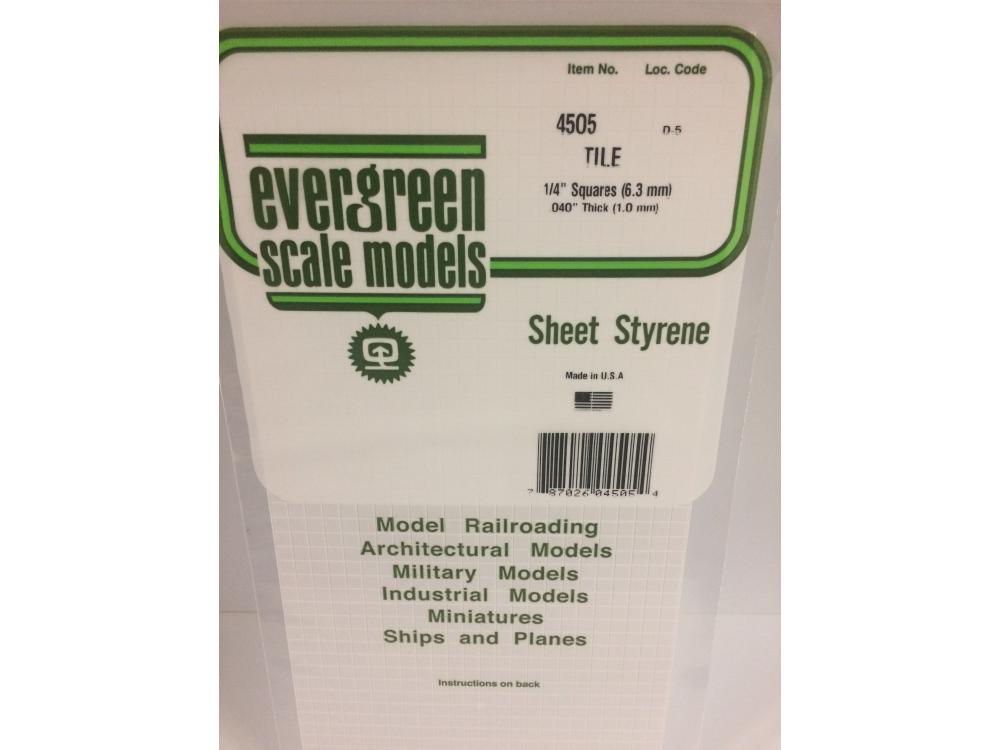 Item No. Loc. Code
4505 D-5
TILE
1/4" Squares (6.3 mm)
.040" Thick (1.0 mm)
evergreen
scale models
Sheet Styrene
Made in U.S.A
7 87026 04505 4
Model Railroading
Architectural Models
Military Models
Industrial Models
Miniatures
Ships and Planes
Instructions on back